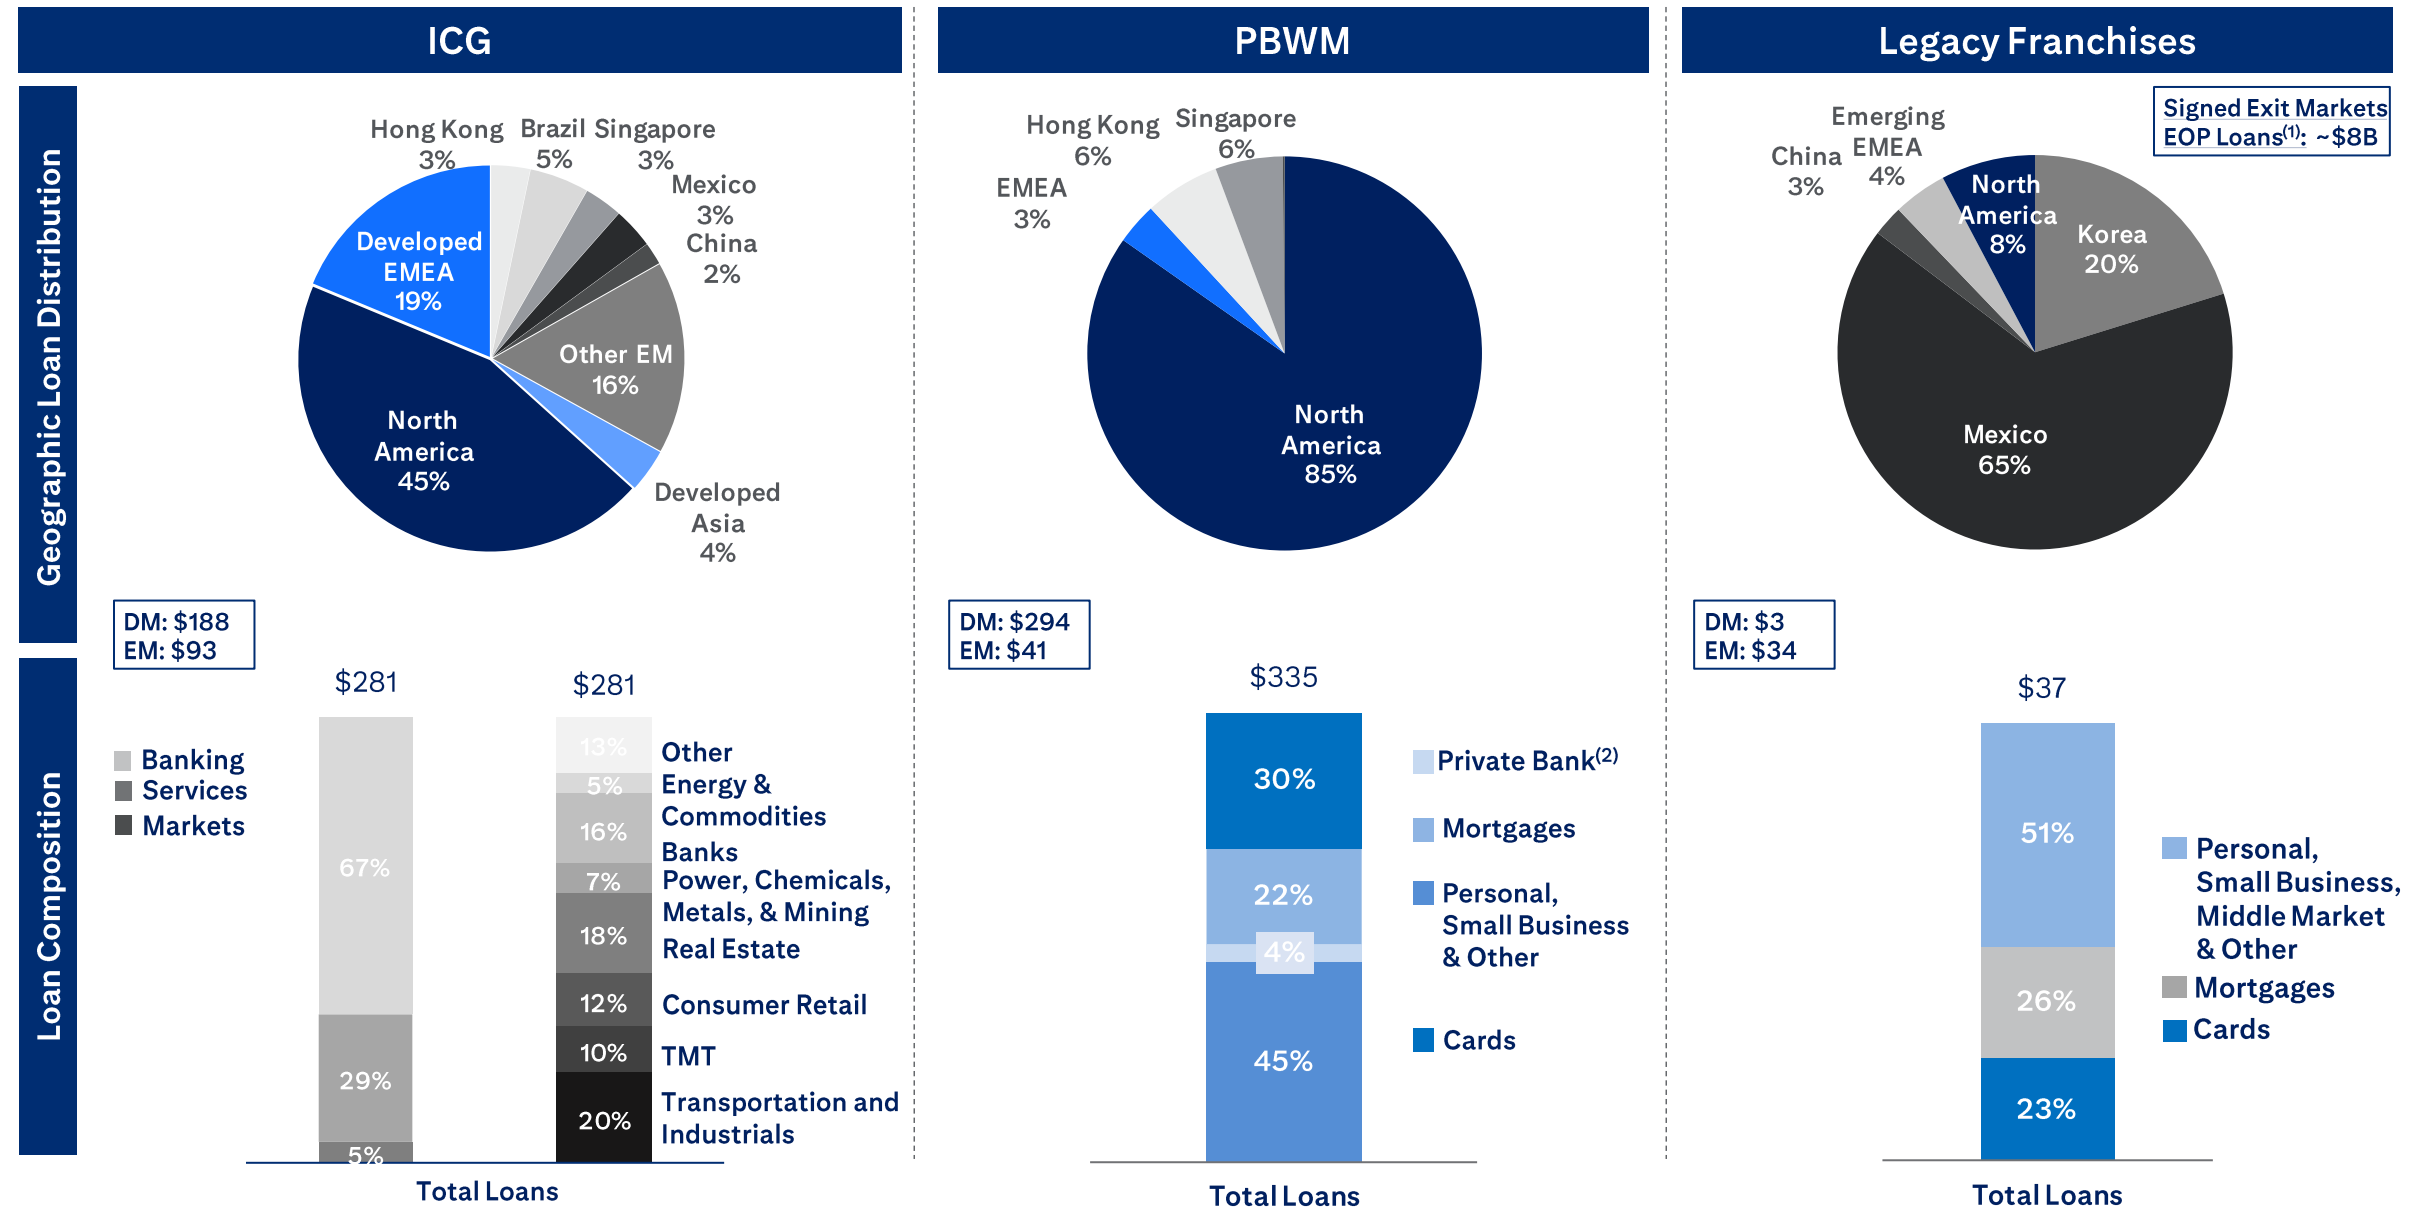 ICG
PBWM
Legacy Franchises
Geographic Loan Distribution
Hong Kong
3%
Brazil
5%
Singapore
3%
Mexico
3%
China
2%
Other EM
16%
Developed
Asia
4%
North
America
45%
Developed
EMEA
19%
DM: $188
EM: $93
EMEA
3%
Hong Kong
6%
Singapore
6%
North
America
85%
DM: $294
EM: $41
Signed Exit Markets
EOP Loans(1): ~$8B
China
3%
Emerging
EMEA
4%
North
America
8%
Korea
20%
Mexico
65%
DM: $3
EM: $34
Loan Composition
Banking
Services
Markets
$281
67%
29%
5%
$281
13%
5%
16%
7%
18%
12%
10%
20%
Other
Energy &
Commodities
Banks
Power, Chemicals,
Metals, & Mining
Real Estate
Consumer Retail
TMT
Transportation and
Industrials
Total Loans
$335
30%
22%
4%
45%
Private Bank(2)
Mortgages
Personal,
Small Business
& Other
Cards
Total Loans
$37
51%
26%
23%
Personal,
Small Business,
Middle Market
& Other
Mortgages
Cards
Total Loans